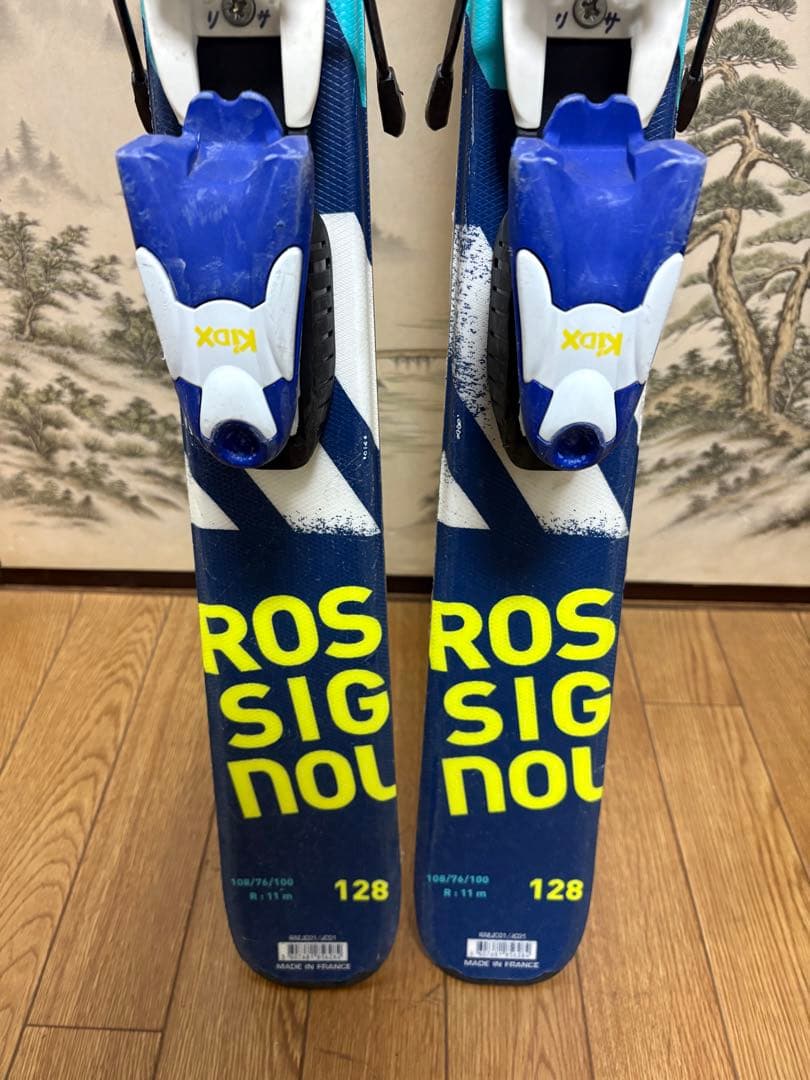 リ サ
リ サ
KIDX
KIDX
ROS
SIG
NOL
108/76/100
R : 11 m
128
MADE IN FRANCE
ROS
SIG
NOL
108/76/100
R : 11 m
128
MADE IN FRANCE